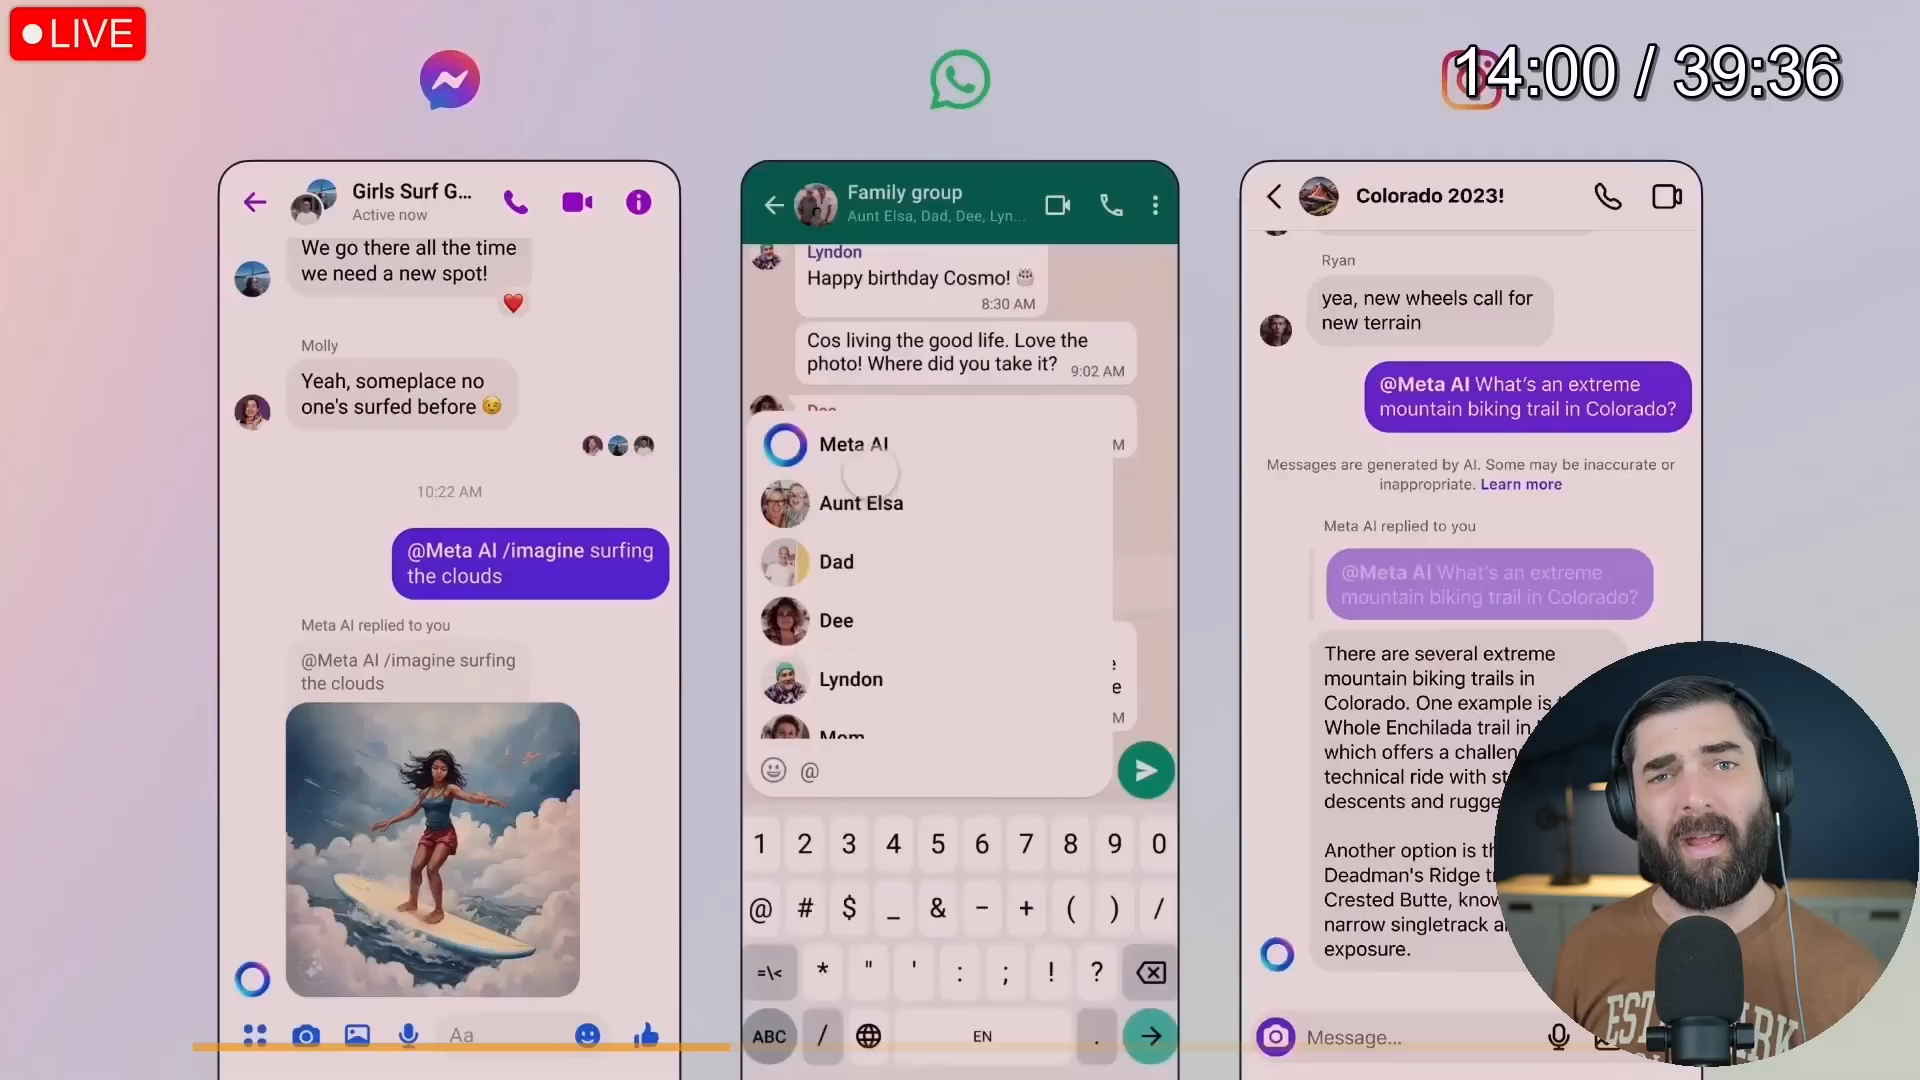 LIVE
14:00 / 39:36
Girls Surf G...
Active now
We go there all the time
we need a new spot!
Molly
Yeah, someplace no
one's surfed before 😉
10:22 AM
@Meta AI /imagine surfing
the clouds
Meta AI replied to you
@Meta AI /imagine surfing
the clouds
Aa
Family group
Aunt Elsa, Dad, Dee, Lyn...
Lyndon
Happy birthday Cosmo! 🎂
8:30 AM
Cos living the good life. Love the
photo! Where did you take it?
9:02 AM
Dee
M
Meta AI
Aunt Elsa
Dad
Dee
Lyndon
e
e
M
Mom
@
1 2 3 4 5 6 7 8 9 0
@ # $ _ & - + ( ) /
=\< * " ' : ; ! ?
ABC / EN .
Colorado 2023!
Ryan
yea, new wheels call for
new terrain
@Meta AI What's an extreme
mountain biking trail in Colorado?
Messages are generated by AI. Some may be inaccurate or
inappropriate. Learn more
Meta AI replied to you
@Meta AI What's an extreme
mountain biking trail in Colorado?
There are several extreme
mountain biking trails in
Colorado. One example is
Whole Enchilada trail in
which offers a challen
technical ride with st
descents and rugge
Another option is th
Deadman's Ridge t
Crested Butte, know
narrow singletrack a
exposure.
Message...